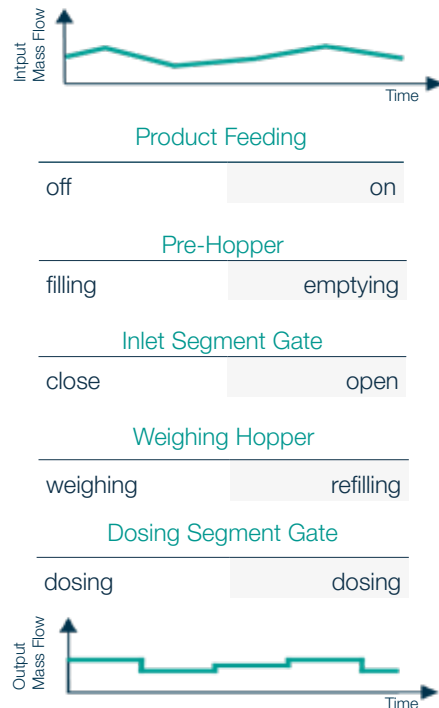 Intput
Mass Flow
Time
Product Feeding
off on
Pre-Hopper
filling emptying
Inlet Segment Gate
close open
Weighing Hopper
weighing refilling
Dosing Segment Gate
dosing dosing
Output
Mass Flow
Time